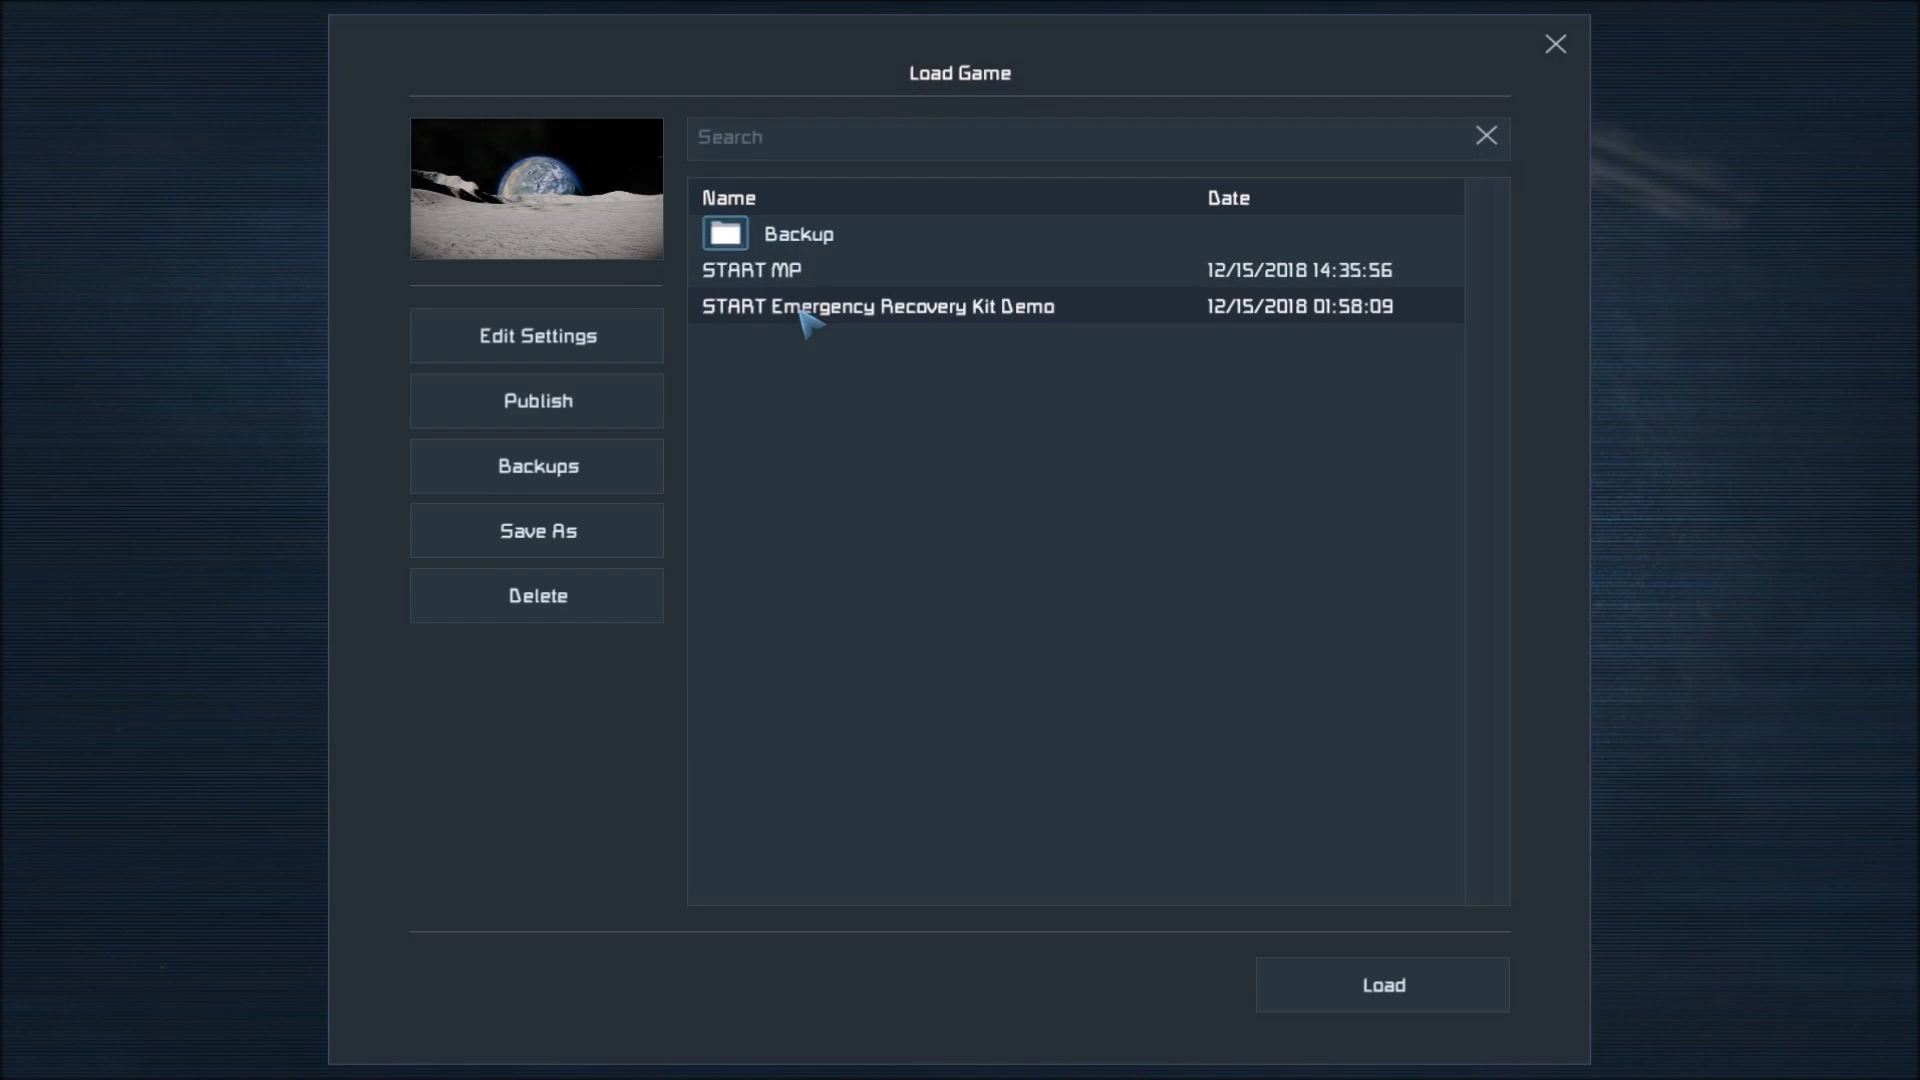 Load Game
Search
Name Date
Backup
START MP 12/15/2018 14:35:56
START Emergency Recovery Kit Demo 12/15/2018 01:58:09
Edit Settings
Publish
Backups
Save As
Delete
Load